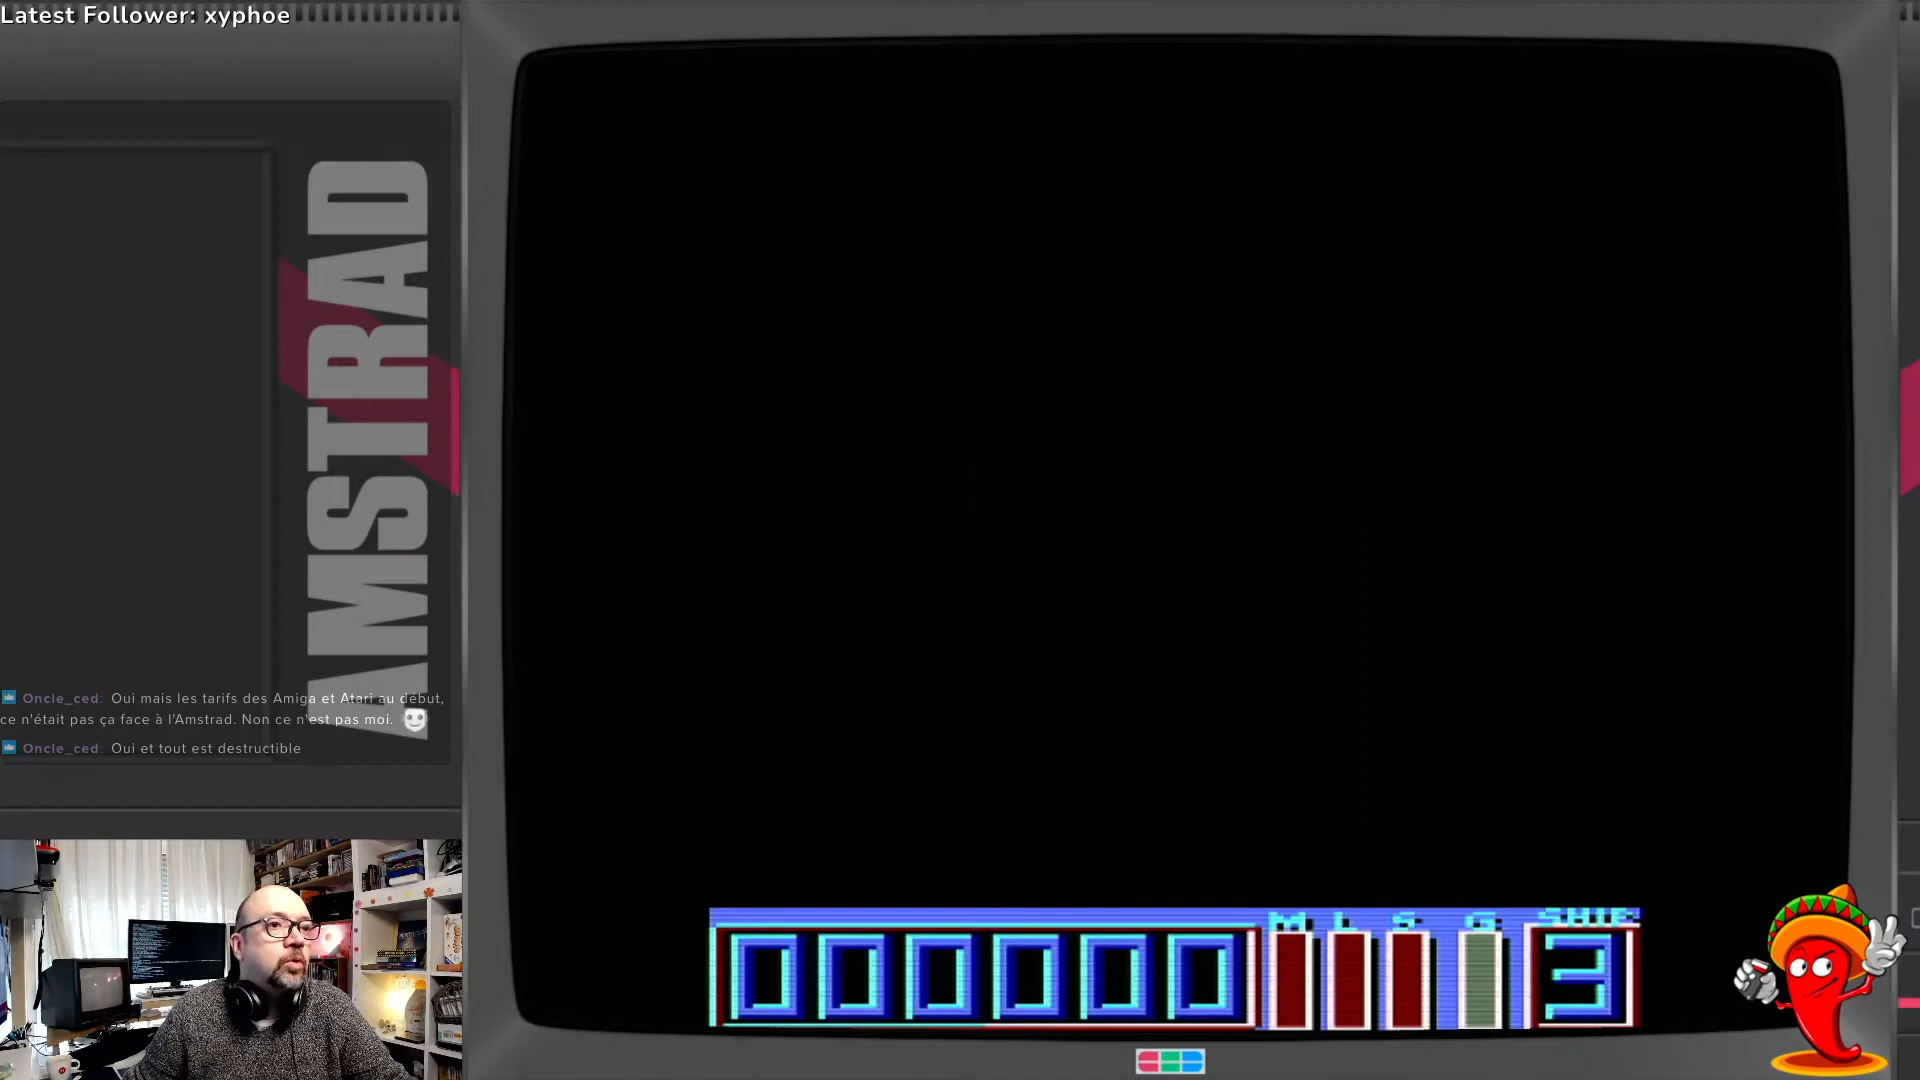 Latest Follower: xyphoe
AMSTRAD
Oncle_ced: Oui mais les tarifs des Amiga et Atari au début,
ce n'était pas ça face à l'Amstrad. Non ce n'est pas moi.
Oncle_ced: Oui et tout est destructible
M L S G SHIP
000000 3